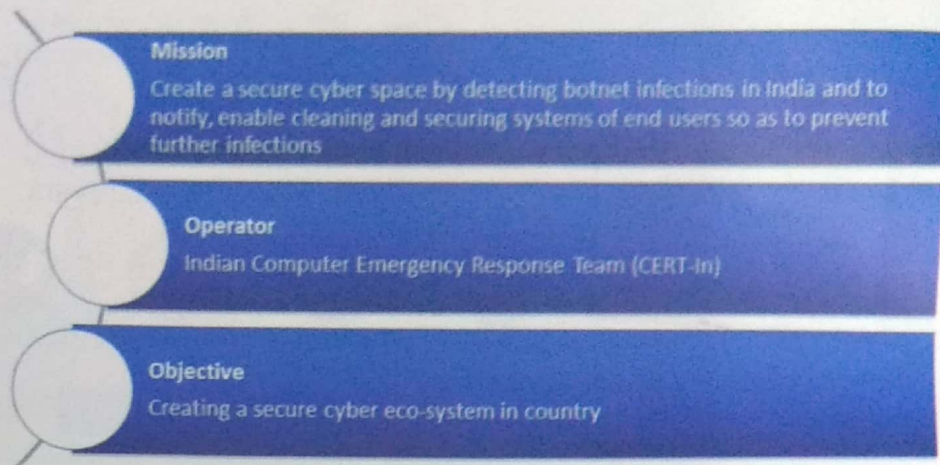 Mission
Create a secure cyber space by detecting botnet infections in India and to
notify, enable cleaning and securing systems of end users so as to prevent
further infections
Operator
Indian Computer Emergency Response Team (CERT-In)
Objective
Creating a secure cyber eco-system in country